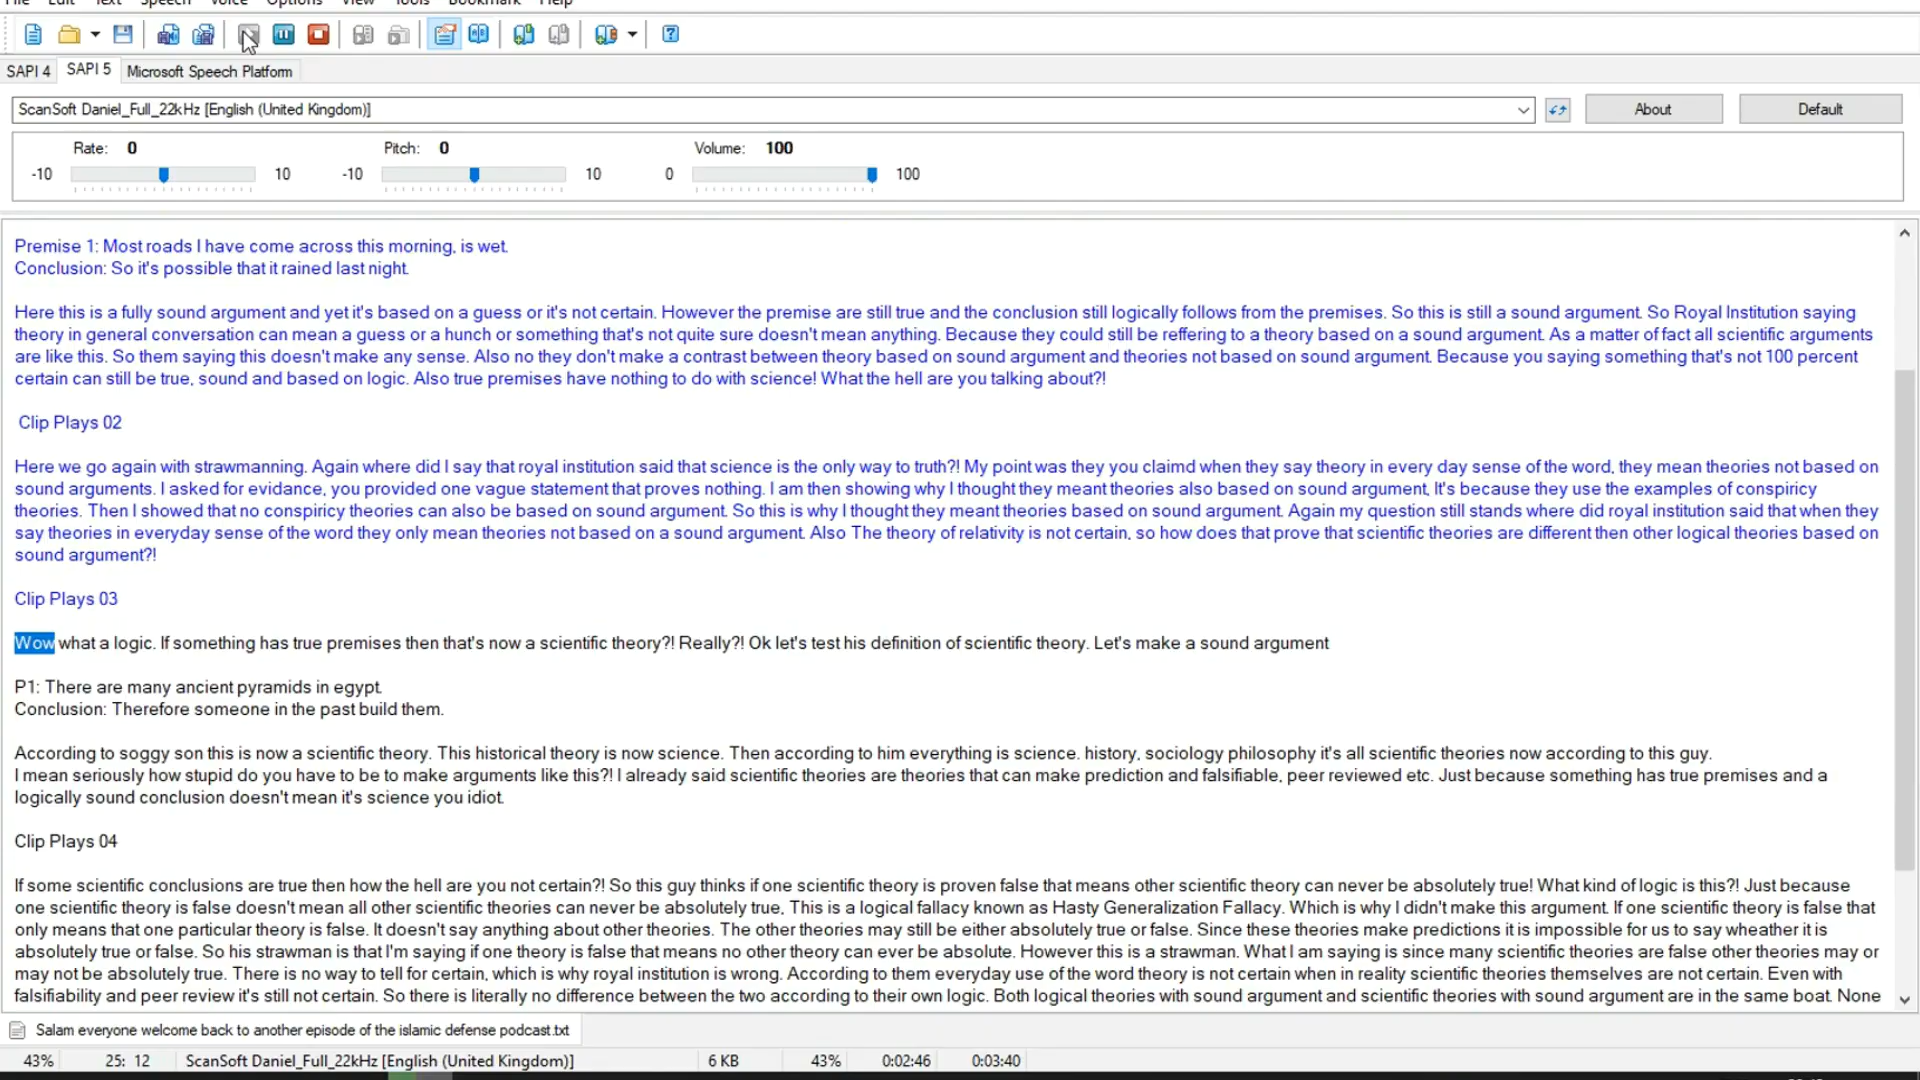 File Edit Text Speech Voice Options View Tools Bookmark Help
SAPI 4 SAPI 5 Microsoft Speech Platform
ScanSoft Daniel_Full_22kHz [English (United Kingdom)] About Default
Rate: 0 Pitch: 0 Volume: 100
-10 10 -10 10 0 100
Premise 1: Most roads I have come across this morning, is wet.
Conclusion: So it's possible that it rained last night.
Here this is a fully sound argument and yet it's based on a guess or it's not certain. However the premise are still true and the conclusion still logically follows from the premises. So this is still a sound argument. So Royal Institution saying
theory in general conversation can mean a guess or a hunch or something that's not quite sure doesn't mean anything. Because they could still be reffering to a theory based on a sound argument. As a matter of fact all scientific arguments
are like this. So them saying this doesn't make any sense. Also no they don't make a contrast between theory based on sound argument and theories not based on sound argument. Because you saying something that's not 100 percent
certain can still be true, sound and based on logic. Also true premises have nothing to do with science! What the hell are you talking about?!
Clip Plays 02
Here we go again with strawmanning. Again where did I say that royal institution said that science is the only way to truth?! My point was they you claimd when they say theory in every day sense of the word, they mean theories not based on
sound arguments. I asked for evidance, you provided one vague statement that proves nothing. I am then showing why I thought they meant theories also based on sound argument, It's because they use the examples of conspiricy
theories. Then I showed that no conspiricy theories can also be based on sound argument. So this is why I thought they meant theories based on sound argument. Again my question still stands where did royal institution said that when they
say theories in everyday sense of the word they only mean theories not based on a sound argument. Also The theory of relativity is not certain, so how does that prove that scientific theories are different then other logical theories based on
sound argument?!
Clip Plays 03
Wow what a logic. If something has true premises then that's now a scientific theory?! Really?! Ok let's test his definition of scientific theory. Let's make a sound argument
P1: There are many ancient pyramids in egypt.
Conclusion: Therefore someone in the past build them.
According to soggy son this is now a scientific theory. This historical theory is now science. Then according to him everything is science. history, sociology philosophy it's all scientific theories now according to this guy.
I mean seriously how stupid do you have to be to make arguments like this?! I already said scientific theories are theories that can make prediction and falsifiable, peer reviewed etc. Just because something has true premises and a
logically sound conclusion doesn't mean it's science you idiot.
Clip Plays 04
If some scientific conclusions are true then how the hell are you not certain?! So this guy thinks if one scientific theory is proven false that means other scientific theory can never be absolutely true! What kind of logic is this?! Just because
one scientific theory is false doesn't mean all other scientific theories can never be absolutely true, This is a logical fallacy known as Hasty Generalization Fallacy. Which is why I didn't make this argument. If one scientific theory is false that
only means that one particular theory is false. It doesn't say anything about other theories. The other theories may still be either absolutely true or false. Since these theories make predictions it is impossible for us to say wheather it is
absolutely true or false. So his strawman is that I'm saying if one theory is false that means no other theory can ever be absolute. However this is a strawman. What I am saying is since many scientific theories are false other theories may or
may not be absolutely true. There is no way to tell for certain, which is why royal institution is wrong. According to them everyday use of the word theory is not certain when in reality scientific theories themselves are not certain. Even with
falsifiability and peer review it's still not certain. So there is literally no difference between the two according to their own logic. Both logical theories with sound argument and scientific theories with sound argument are in the same boat. None
Salam everyone welcome back to another episode of the islamic defense podcast.txt
43% 25: 12 ScanSoft Daniel_Full_22kHz [English (United Kingdom)] 6 KB 43% 0:02:46 0:03:40